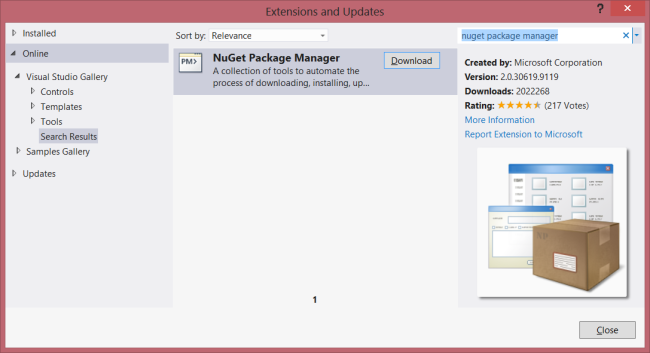 Extensions and Updates
?
Installed
Online
Visual Studio Gallery
Controls
Templates
Tools
Search Results
Samples Gallery
Updates
Sort by: Relevance
PM>
NuGet Package Manager
Download
A collection of tools to automate the
process of downloading, installing, up...
1
nuget package manager
Created by: Microsoft Corporation
Version: 2.0.30619.9119
Downloads: 2022268
Rating: (217 Votes)
More Information
Report Extension to Microsoft
Close